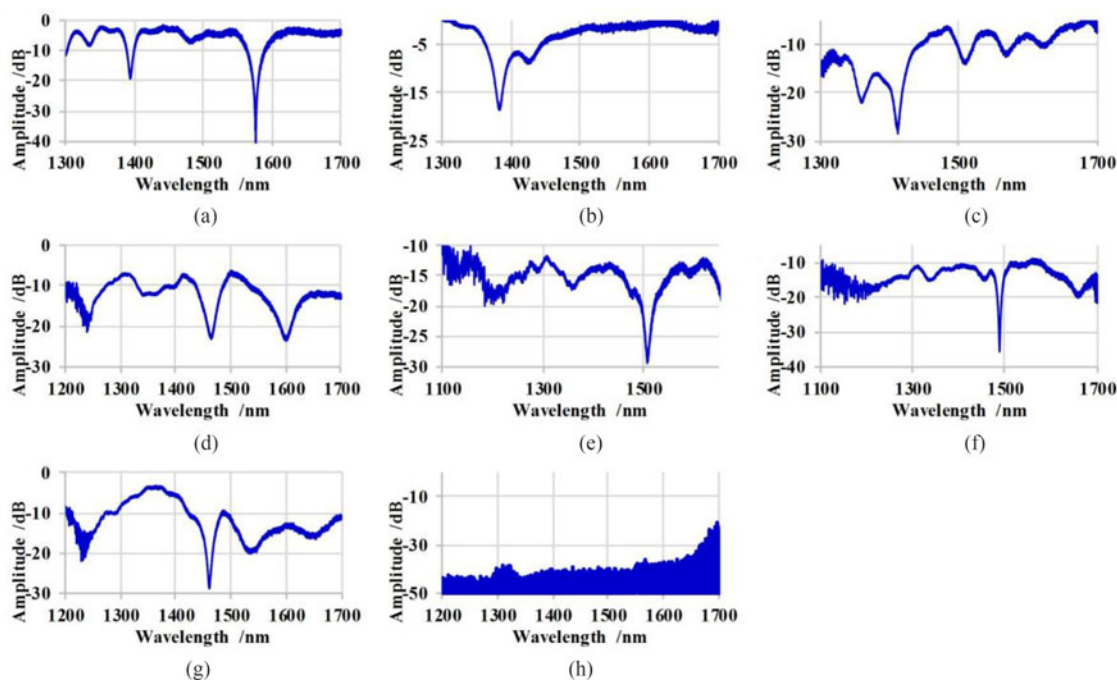 Amplitude /dB
0
-10
-20
-30
-40
1300 1400 1500 1600 1700
Wavelength /nm
(a)
Amplitude /dB
0
-5
-15
-25
1300 1400 1500 1600 1700
Wavelength /nm
(b)
Amplitude /dB
-10
-20
-30
1300 1500 1700
Wavelength /nm
(c)
Amplitude /dB
0
-10
-20
-30
1200 1300 1400 1500 1600 1700
Wavelength /nm
(d)
Amplitude /dB
-10
-15
-20
-25
-30
1100 1300 1500
Wavelength /nm
(e)
Amplitude /dB
-10
-20
-30
-40
1100 1300 1500 1700
Wavelength /nm
(f)
Amplitude /dB
0
-10
-20
-30
1200 1300 1400 1500 1600 1700
Wavelength /nm
(g)
Amplitude /dB
-10
-30
-50
1200 1300 1400 1500 1600 1700
Wavelength /nm
(h)